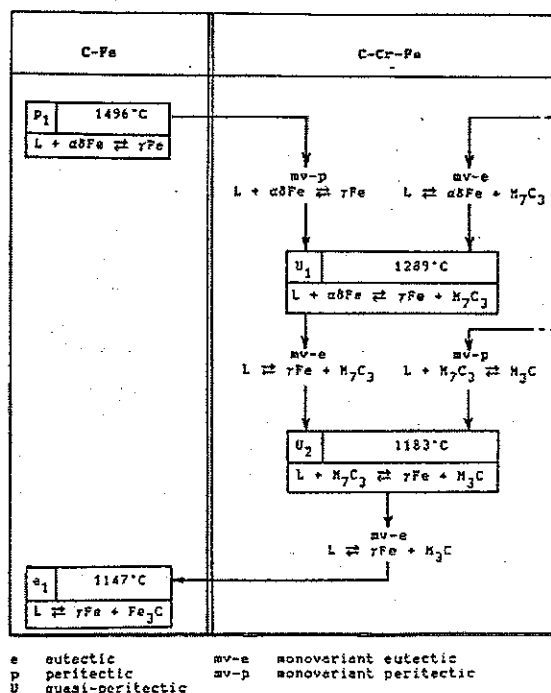 C-Fe
C-Cr-Fe
P1 1496°C
L + αδFe ⇄ γFe
mv-p
L + αδFe ⇄ γFe
mv-e
L ⇄ αδFe + M7C3
U1 1289°C
L + αδFe ⇄ γFe + M7C3
mv-e
L ⇄ γFe + M7C3
mv-p
L + M7C3 ⇄ M3C
U2 1183°C
L + M7C3 ⇄ γFe + M3C
mv-e
L ⇄ γFe + M3C
e1 1147°C
L ⇄ γFe + Fe3C
e eutectic mv-e monovariant eutectic
p peritectic mv-p monovariant peritectic
U quasi-peritectic